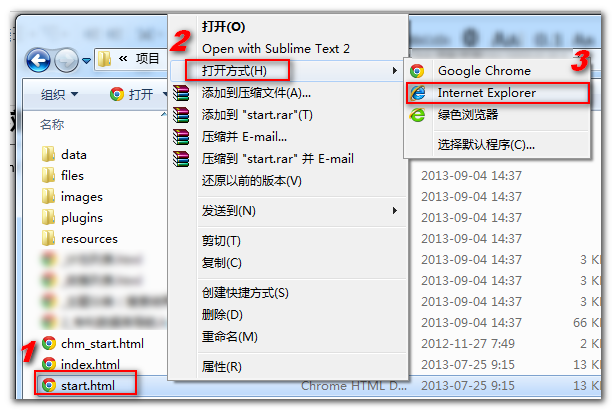 打开(O)
2
Open with Sublime Text 2
« 项目
打开方式(H)
3
Google Chrome
Internet Explorer
绿色浏览器
选择默认程序(C)...
组织
打开
添加到压缩文件(A)...
添加到 "start.rar"(T)
压缩并 E-mail...
压缩到 "start.rar" 并 E-mail
还原以前的版本(V)
发送到(N)
剪切(T)
复制(C)
创建快捷方式(S)
删除(D)
重命名(M)
属性(R)
名称
data
files
2013-09-04 14:37
images
2013-09-04 14:37
plugins
2013-09-04 14:37
resources
2013-09-04 14:37
2013-09-04 14:37 3 K
2013-09-04 14:37 3 K
2013-09-04 14:37 3 K
2013-09-04 14:37 66 K
1
chm_start.html
2012-11-27 7:49 2 K
index.html
2013-07-25 9:15 13 K
start.html
Chrome HTML D...
2013-07-25 9:15 13 K